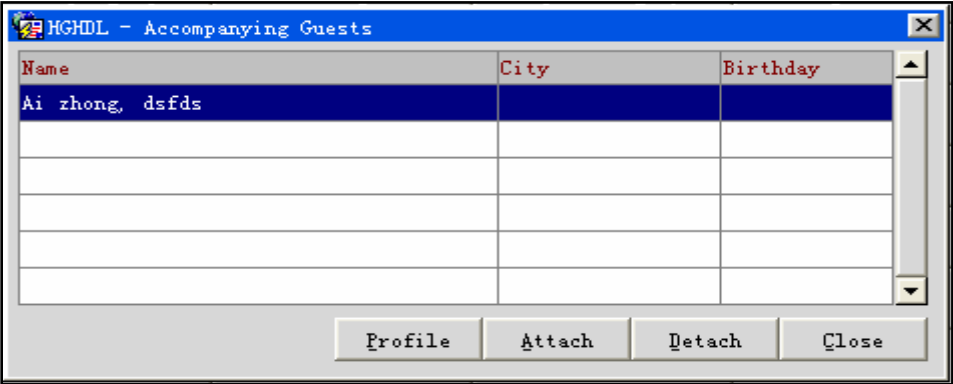 HGHDL - Accompanying Guests
Name City Birthday
Ai zhong, dsfds
Profile Attach Detach Close